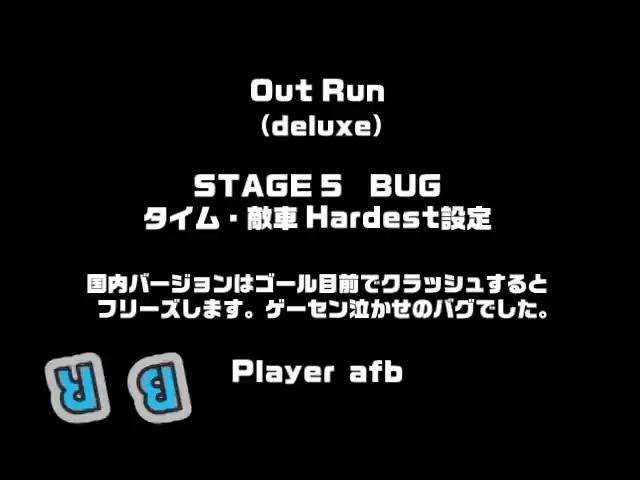 Out Run
（deluxe）
STAGE 5 BUG
タイム・敵車 Hardest設定
国内バージョンはゴール目前でクラッシュすると
フリーズします。ゲーセン泣かせのバグでした。
Player afb
R B